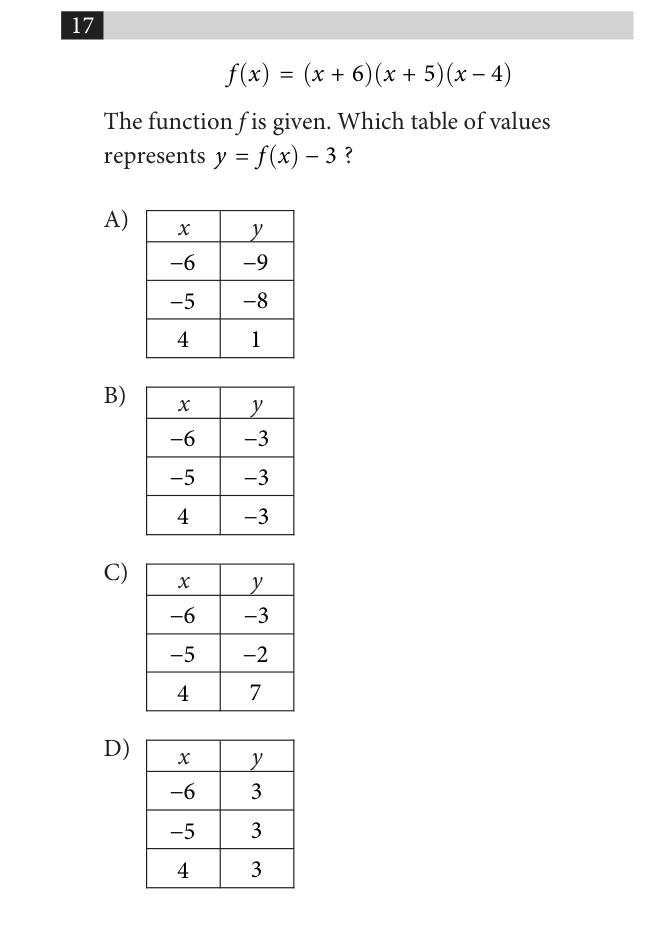 17
f(x) = (x + 6)(x + 5)(x – 4)
The function f is given. Which table of values
represents y = f(x) – 3 ?
A)
x y
–6 –9
–5 –8
4 1
B)
x y
–6 –3
–5 –3
4 –3
C)
x y
–6 –3
–5 –2
4 7
D)
x y
–6 3
–5 3
4 3